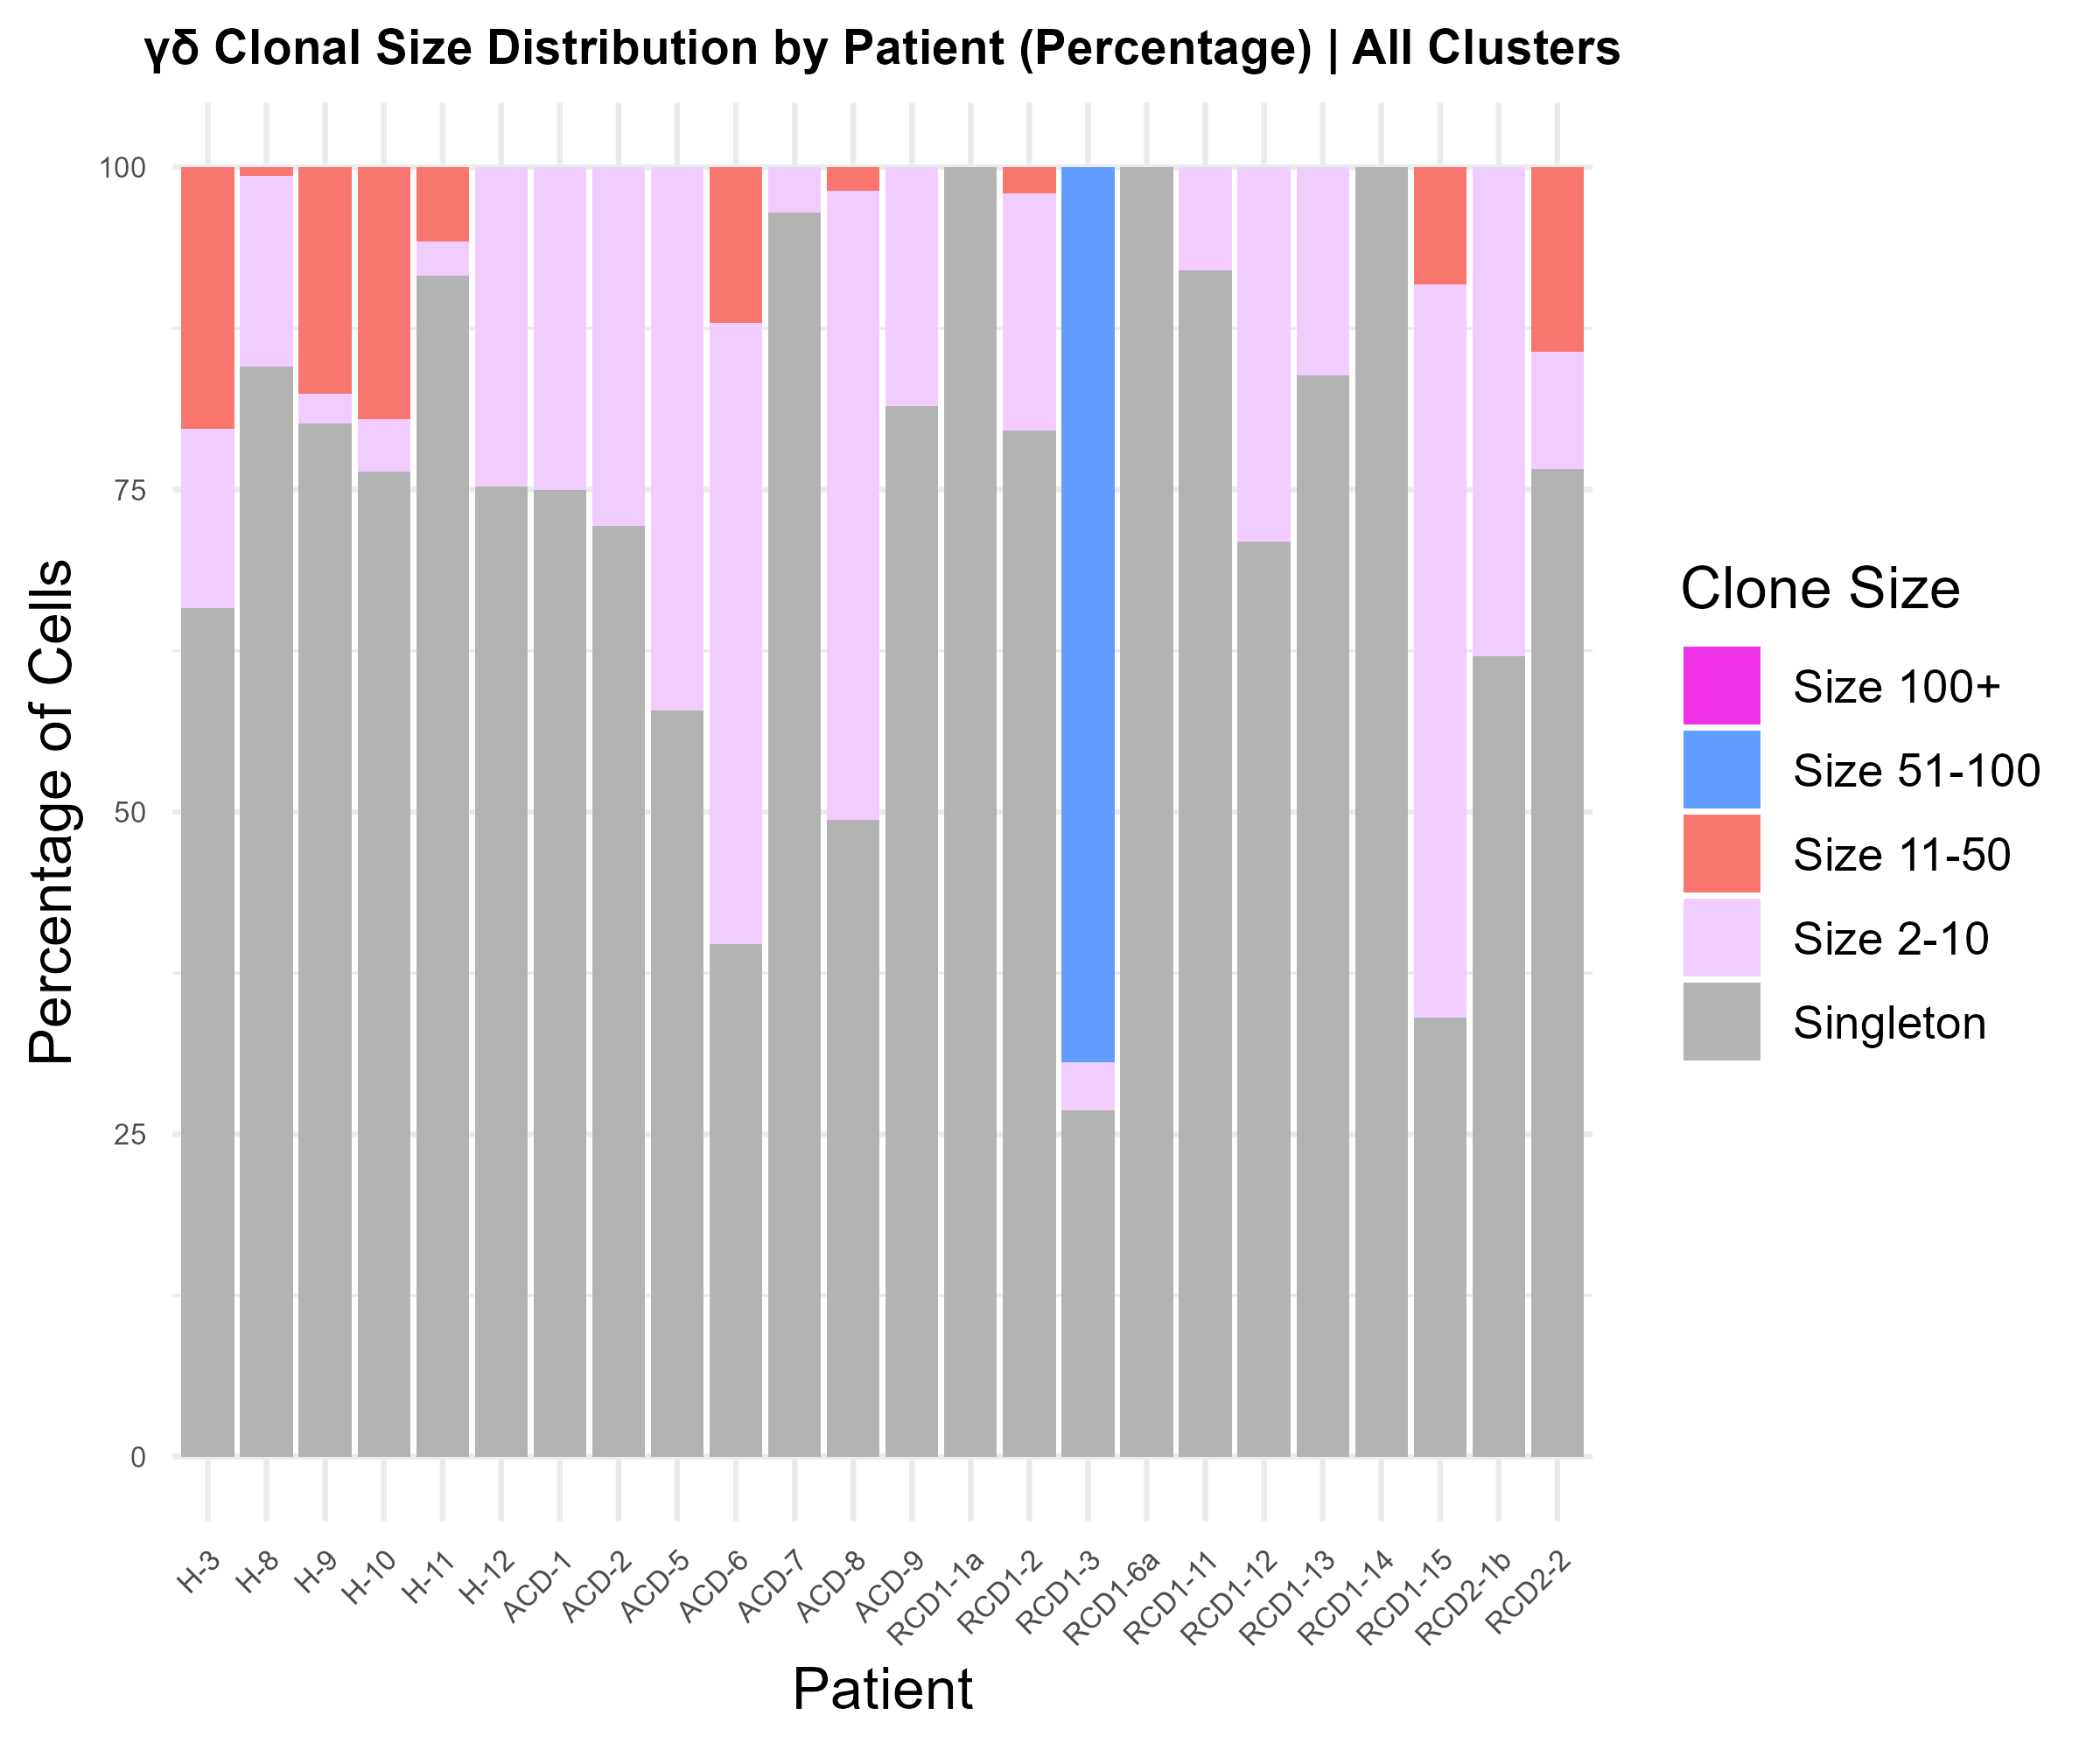 γδ Clonal Size Distribution by Patient (Percentage) | All Clusters
Percentage of Cells
100
75
50
25
0
H-3
H-8
H-9
H-10
H-11
H-12
ACD-1
ACD-2
ACD-5
ACD-6
ACD-7
ACD-8
ACD-9
RCD1-1a
RCD1-2
RCD1-3
RCD1-6a
RCD1-11
RCD1-12
RCD1-13
RCD1-14
RCD1-15
RCD2-1b
RCD2-2
Patient
Clone Size
Size 100+
Size 51-100
Size 11-50
Size 2-10
Singleton